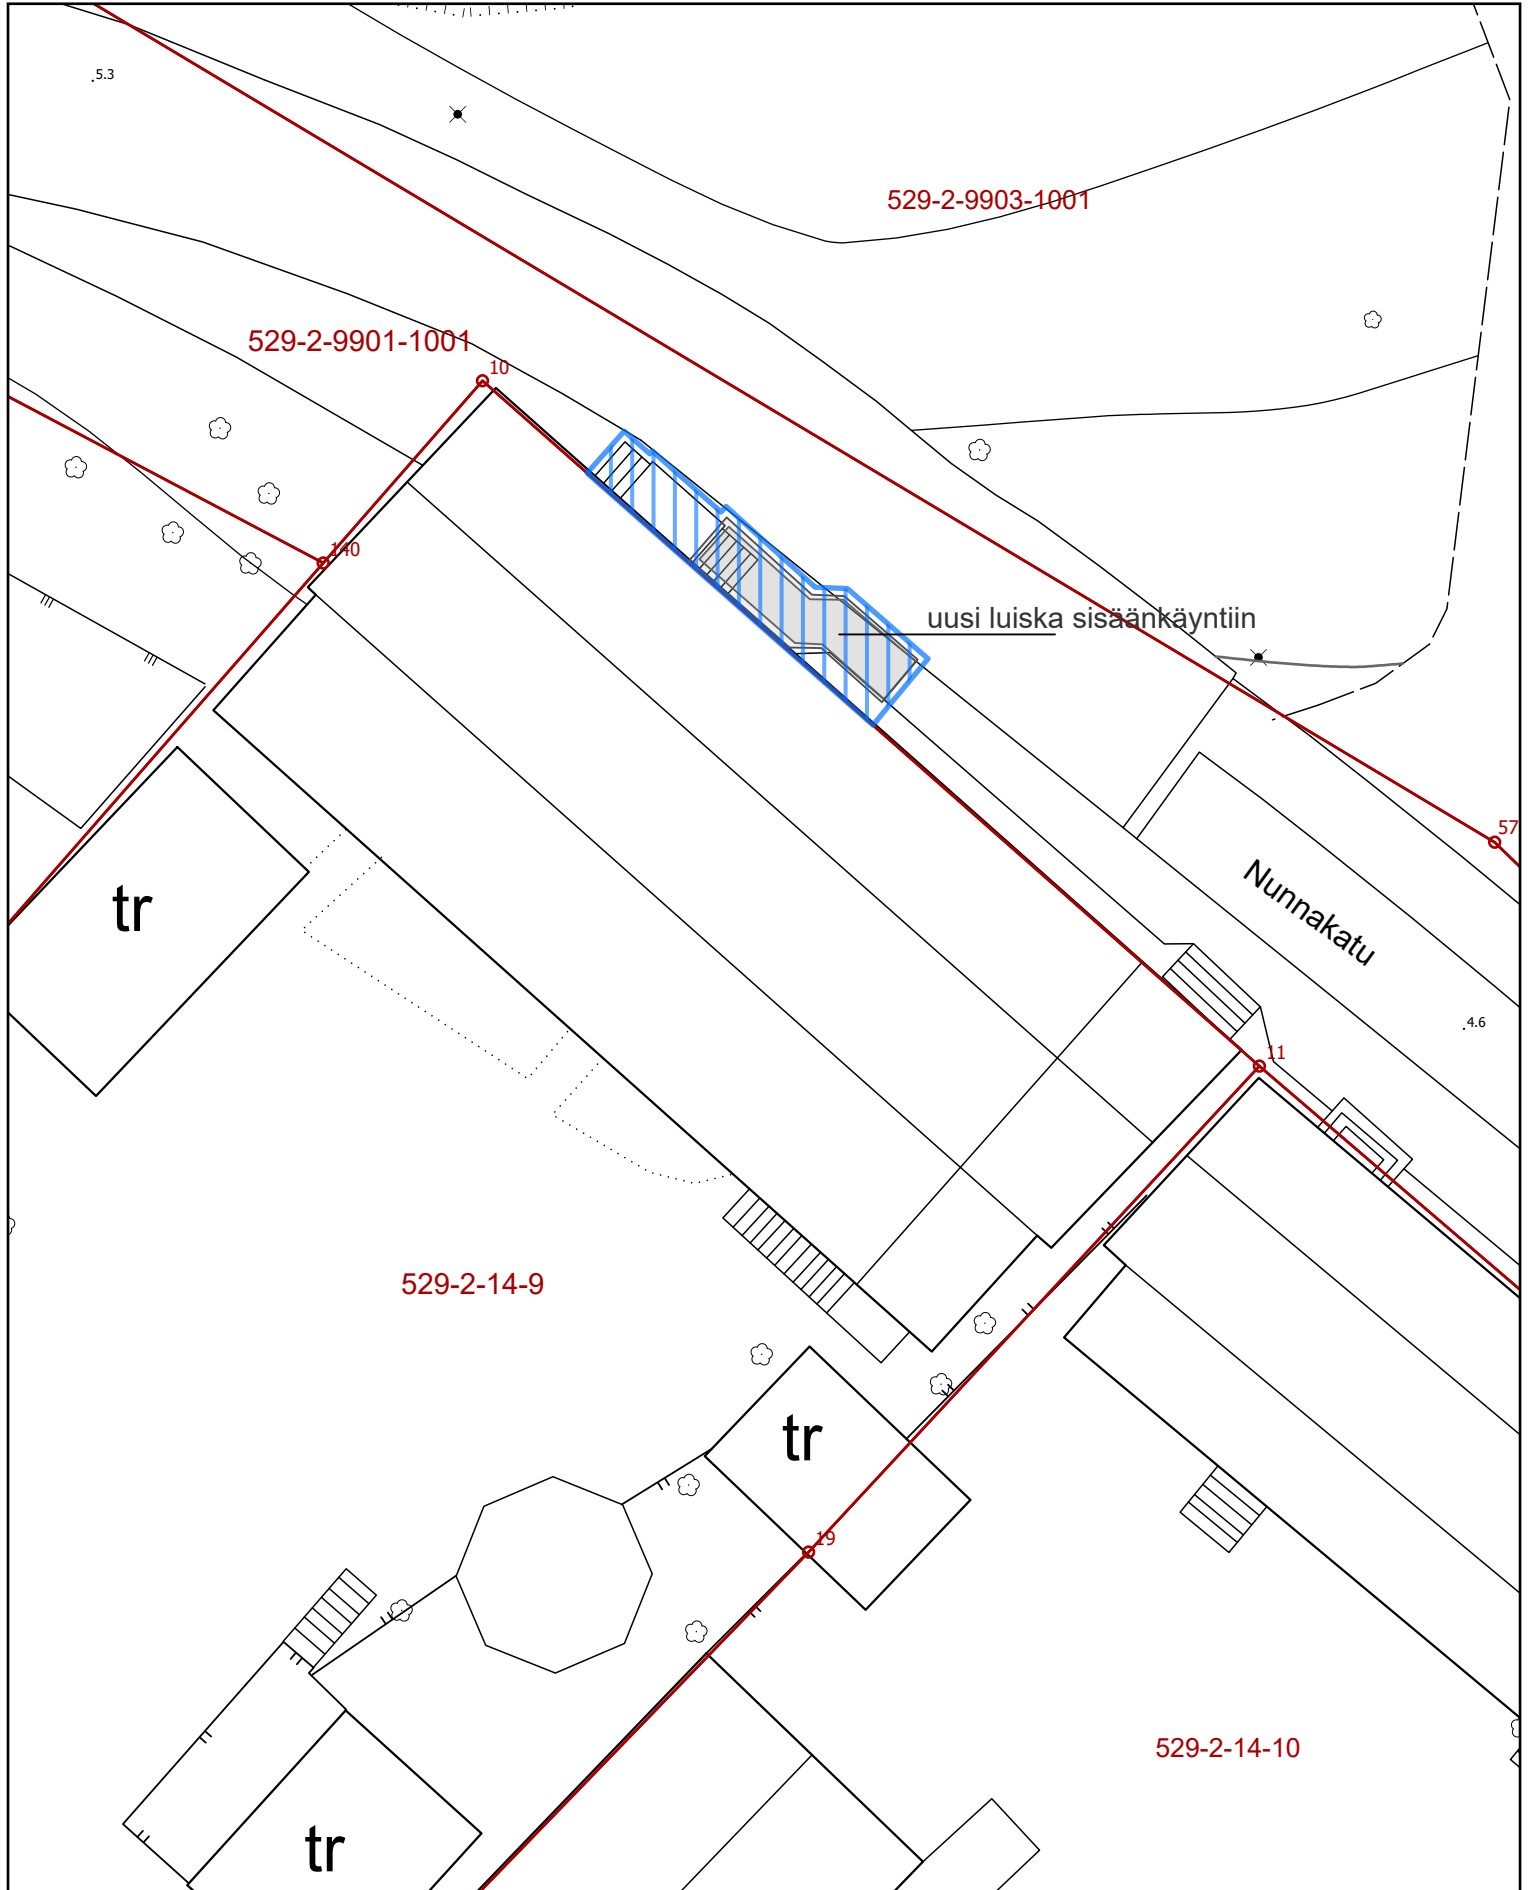 .5.3
529-2-9903-1001
529-2-9901-1001
10
140
uusi luiska sisäänkäyntiin
57
tr
Nunnakatu
.4.6
11
529-2-14-9
tr
19
529-2-14-10
tr